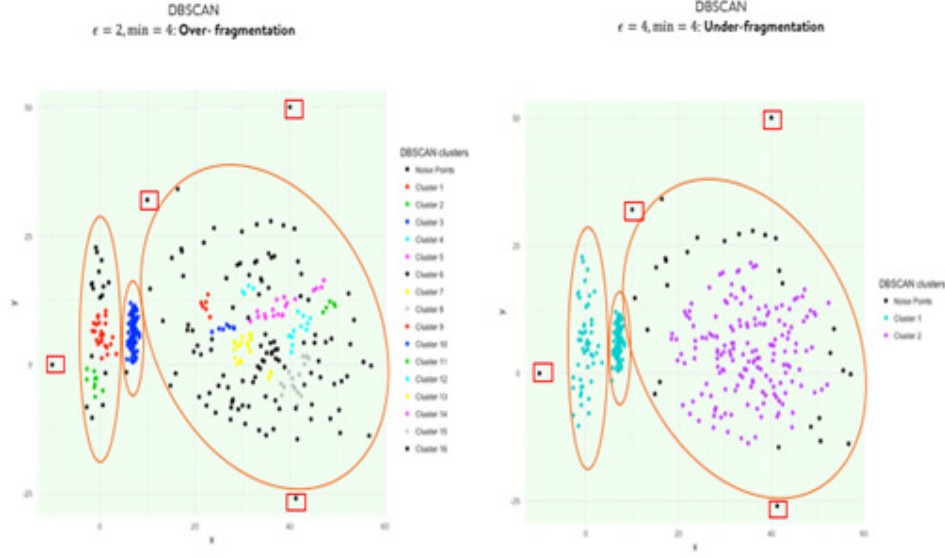 DBSCAN
ϵ = 2, min = 4: Over- fragmentation
50
25
0
-25
y
0
20
40
60
x
DBSCAN clusters
Noise Points
Cluster 1
Cluster 2
Cluster 3
Cluster 4
Cluster 5
Cluster 6
Cluster 7
Cluster 8
Cluster 9
Cluster 10
Cluster 11
Cluster 12
Cluster 13
Cluster 14
Cluster 15
Cluster 16
DBSCAN
ϵ = 4, min = 4: Under-fragmentation
50
25
0
-25
y
0
20
40
60
x
DBSCAN clusters
Noise Points
Cluster 1
Cluster 2